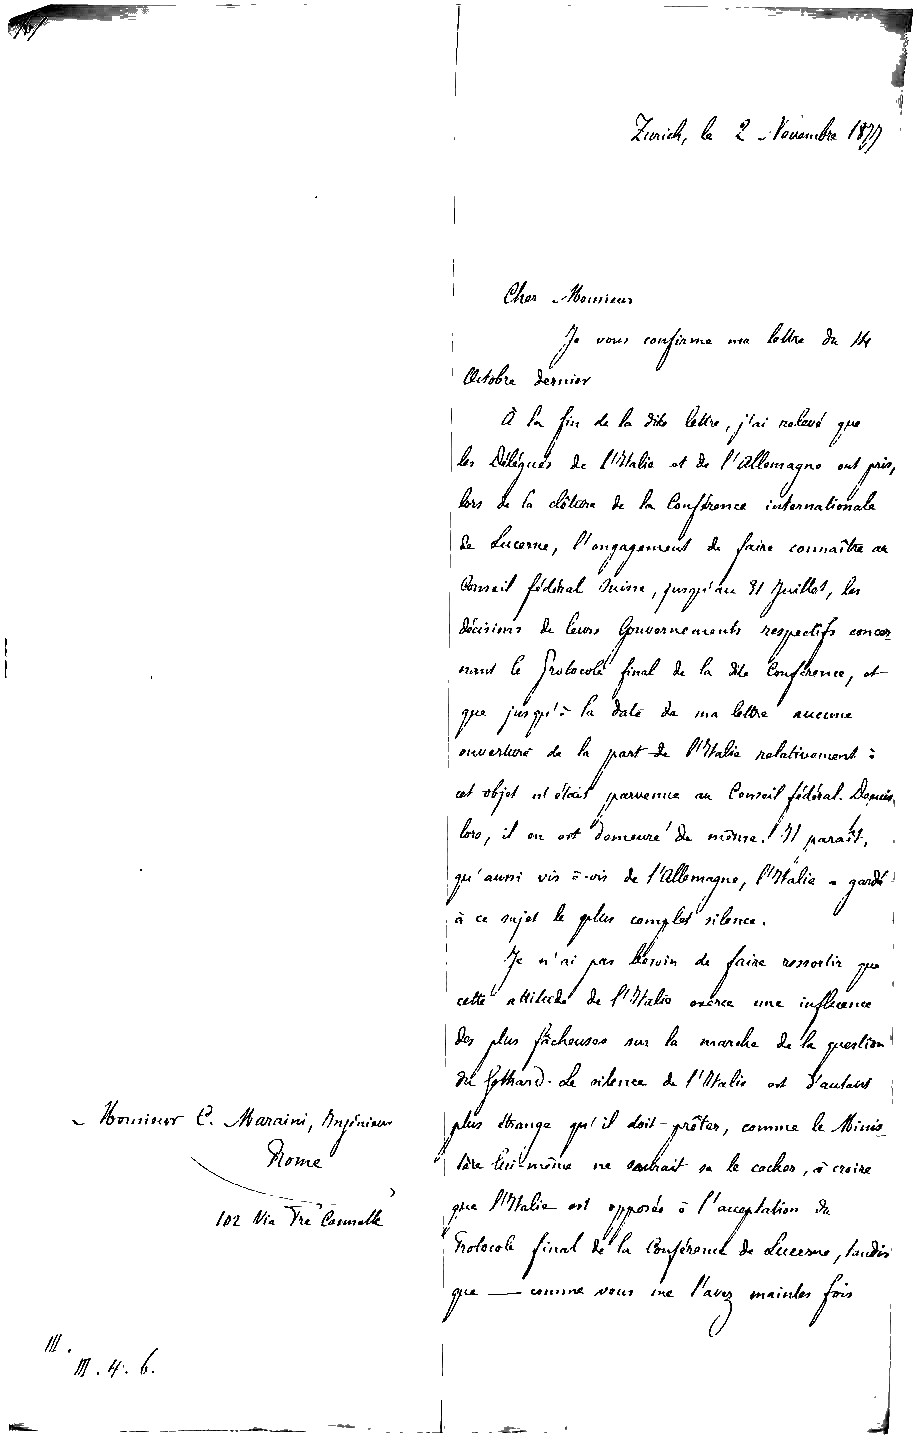 Zurich, le 2 Novembre 1877
Cher Monsieur
Je vous confirme ma lettre du 14
Octobre dernier
À la fin de la dite lettre, j'ai relevé que
les Délégués de l'Italie et de l'Allemagne ont pris,
lors de la clôture de la Conférence internationale
de Lucerne, l'engagement de faire connaître au
Conseil fédéral Suisse, jusqu'au 31 Juillet, les
décisions de leurs Gouvernements respectifs concer
nant le Protocole final de la dite Conférence, et
que jusqu'à la date de ma lettre aucune
ouverture de la part de l'Italie relativement à
cet objet n'était parvenue au Conseil fédéral. Depuis
lors, il en est demeuré de même. Il paraît,
qu'aussi vis à-vis de l'Allemagne, l'Italie a gardé
à ce sujet le plus complet silence.
Je n'ai pas besoin de faire ressortir que
cette attitude de l'Italie exerce une influence
des plus fâcheuses sur la marche de la question
du Gothard. Le silence de l'Italie est d'autant
plus étrange qu'il doit prêter, comme le Minis
tère lui-même ne saurait se le cacher, à croire
que l'Italie est opposée à l'acceptation du
Protocole final de la Conférence de Lucerne, tandis
que — comme vous me l'avez maintes fois
Monsieur C. Maraini, Ingénieur
Rome
102 Via Tre Cannelle
III.
III. 4. 6.